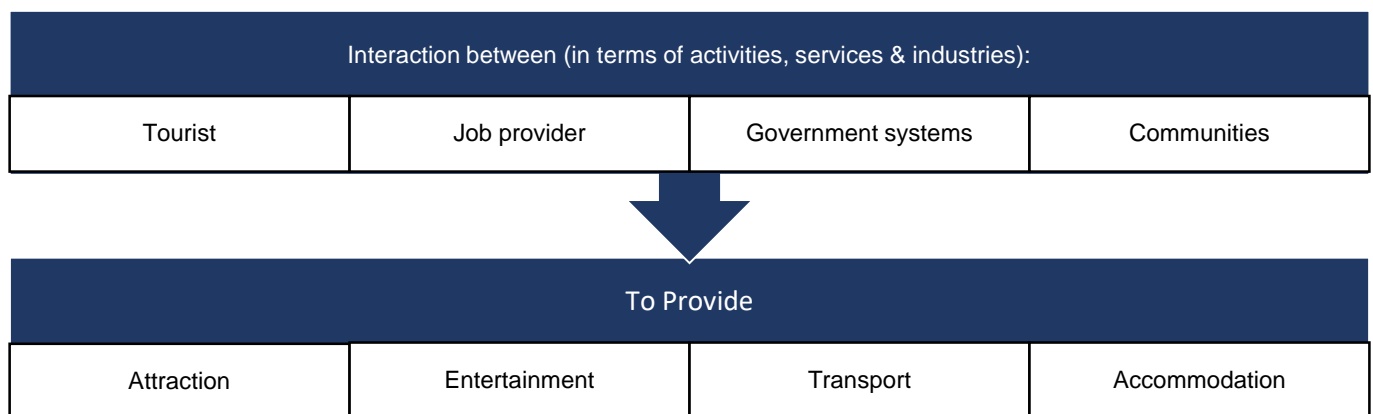 Interaction between (in terms of activities, services & industries):
Tourist
Job provider
Government systems
Communities
To Provide
Attraction
Entertainment
Transport
Accommodation